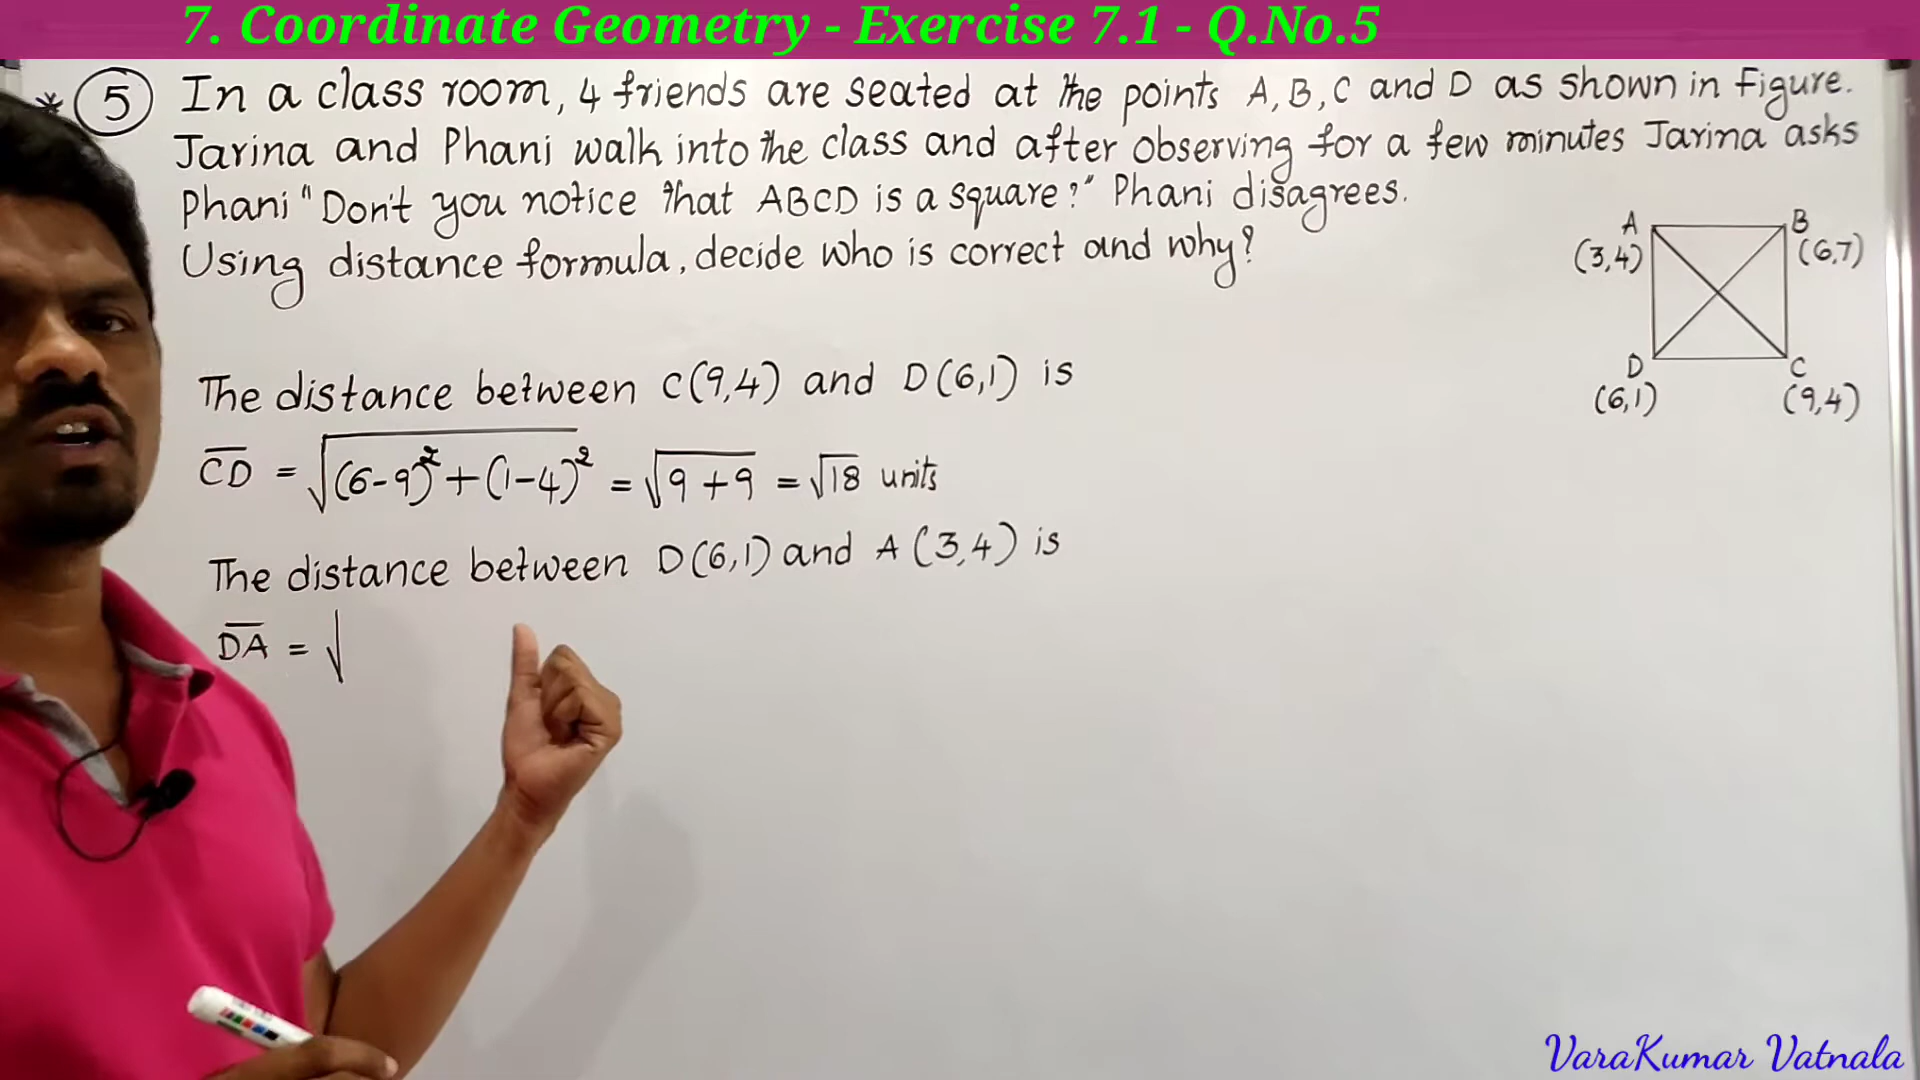 7. Coordinate Geometry - Exercise 7.1 - Q.No.5
* 5 In a class room, 4 friends are seated at the points A, B, C and D as shown in Figure.
Jarina and Phani walk into the class and after observing for a few minutes Jarina asks
Phani "Don't you notice that ABCD is a square?" Phani disagrees.
Using distance formula, decide who is correct and why?
A B
(3,4) (6,7)
D C
(6,1) (9,4)
The distance between C(9,4) and D(6,1) is
C̅D̅ = √(6-9)² + (1-4)² = √9+9 = √18 units
The distance between D(6,1) and A(3,4) is
D̅A̅ = √
VaraKumar Vatnala